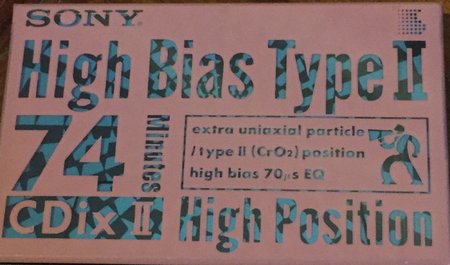 SONY
High Bias Type II
74 Minutes
extra uniaxial particle
/type II (CrO2) position
high bias 70µs EQ
CDix II High Position